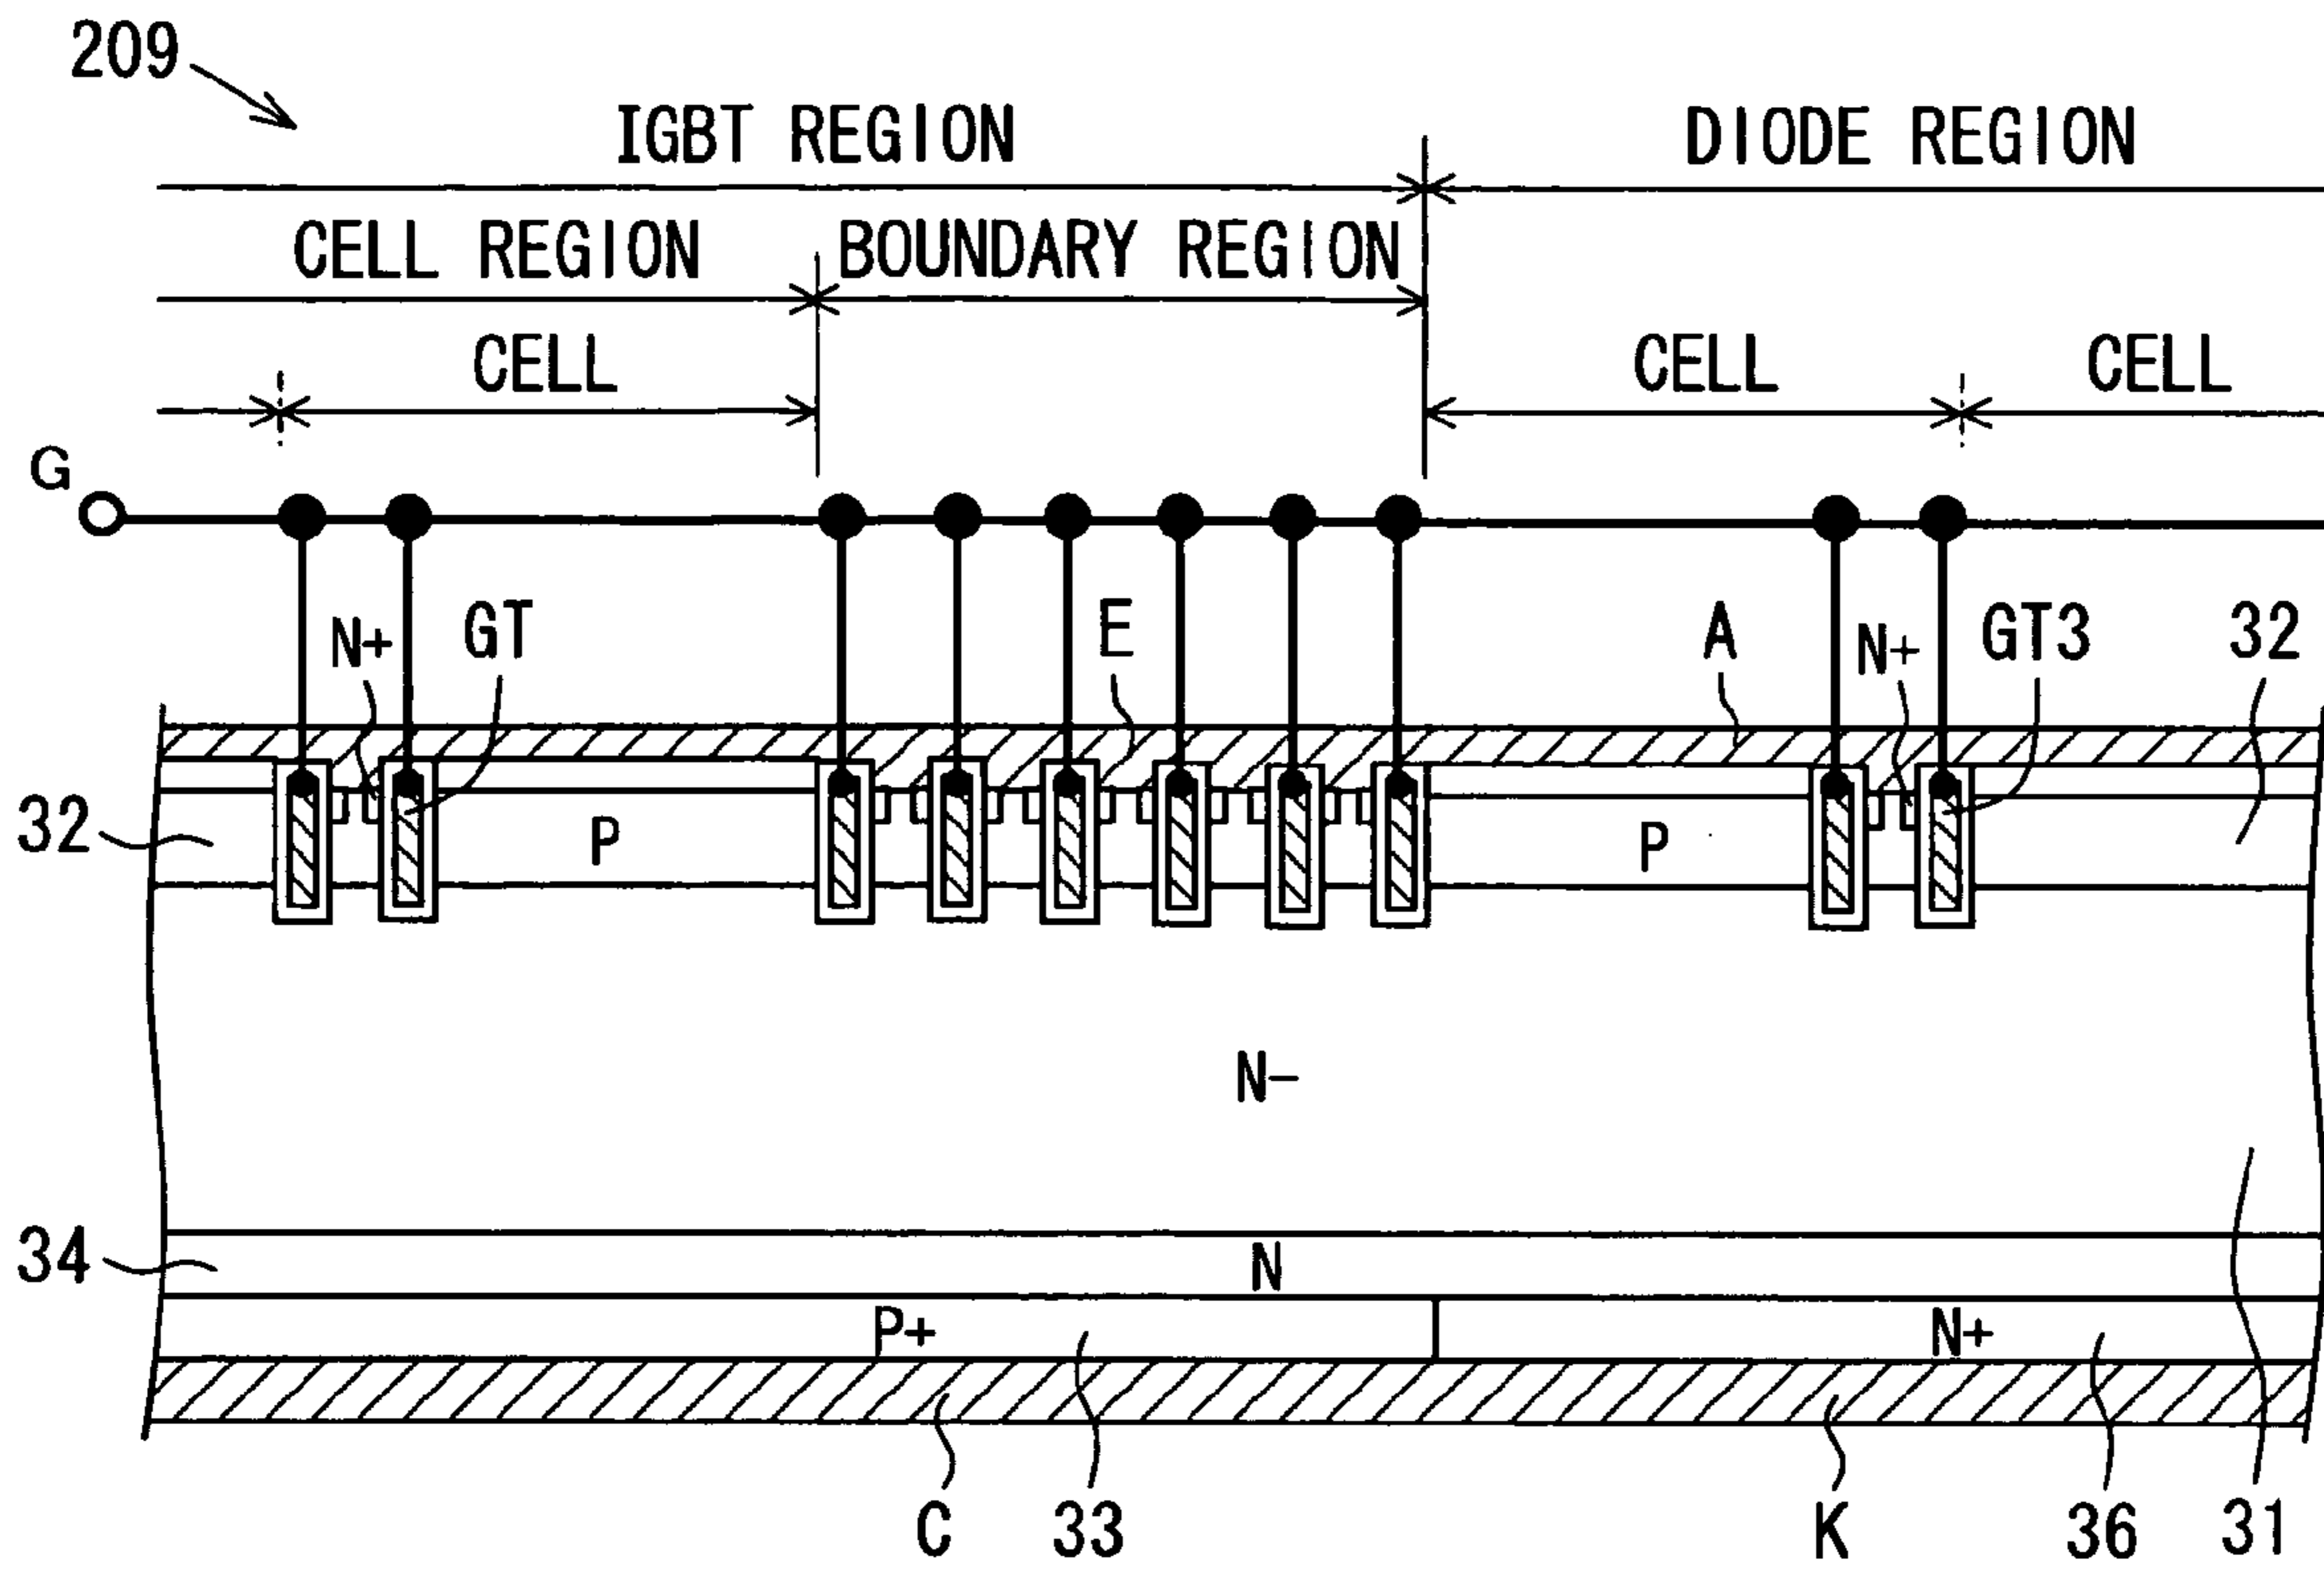 209
IGBT REGION DIODE REGION
CELL REGION BOUNDARY REGION
CELL CELL CELL
G
N+ GT E A N+ GT3 32
32 P P
N-
34 N
P+ N+
C 33 K 36 31